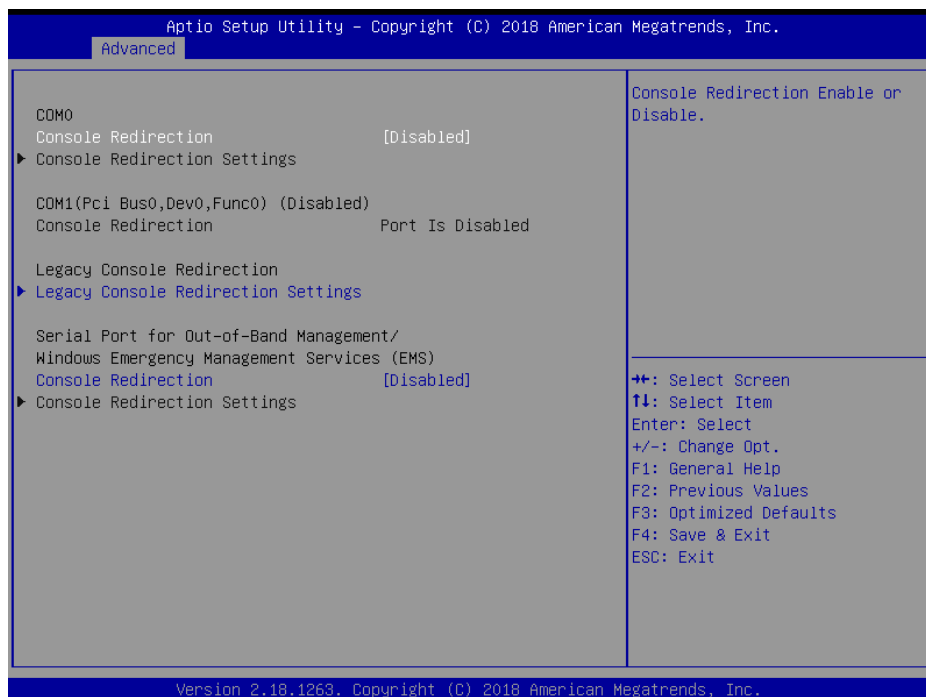 Aptio Setup Utility – Copyright (C) 2018 American Megatrends, Inc.
Advanced
COM0
Console Redirection [Disabled]
▶ Console Redirection Settings
COM1(Pci Bus0,Dev0,Func0) (Disabled)
Console Redirection Port Is Disabled
Legacy Console Redirection
▶ Legacy Console Redirection Settings
Serial Port for Out-of-Band Management/
Windows Emergency Management Services (EMS)
Console Redirection [Disabled]
▶ Console Redirection Settings
Console Redirection Enable or
Disable.
→←: Select Screen
↑↓: Select Item
Enter: Select
+/-: Change Opt.
F1: General Help
F2: Previous Values
F3: Optimized Defaults
F4: Save & Exit
ESC: Exit
Version 2.18.1263. Copyright (C) 2018 American Megatrends, Inc.